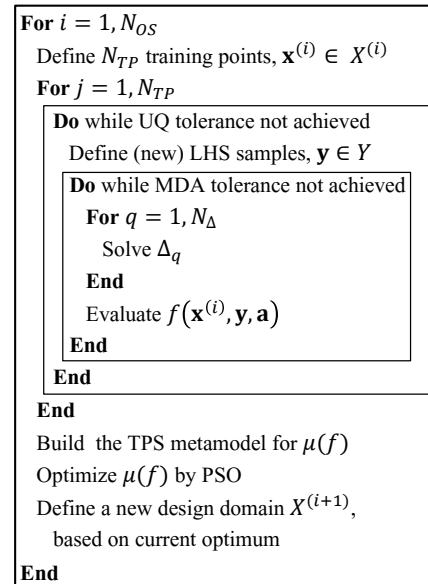 For i = 1, N_OS
Define N_TP training points, x^(i) ∈ X^(i)
For j = 1, N_TP
Do while UQ tolerance not achieved
Define (new) LHS samples, y ∈ Y
Do while MDA tolerance not achieved
For q = 1, N_Δ
Solve Δ_q
End
Evaluate f(x^(i), y, a)
End
End
End
Build the TPS metamodel for μ(f)
Optimize μ(f) by PSO
Define a new design domain X^(i+1),
based on current optimum
End